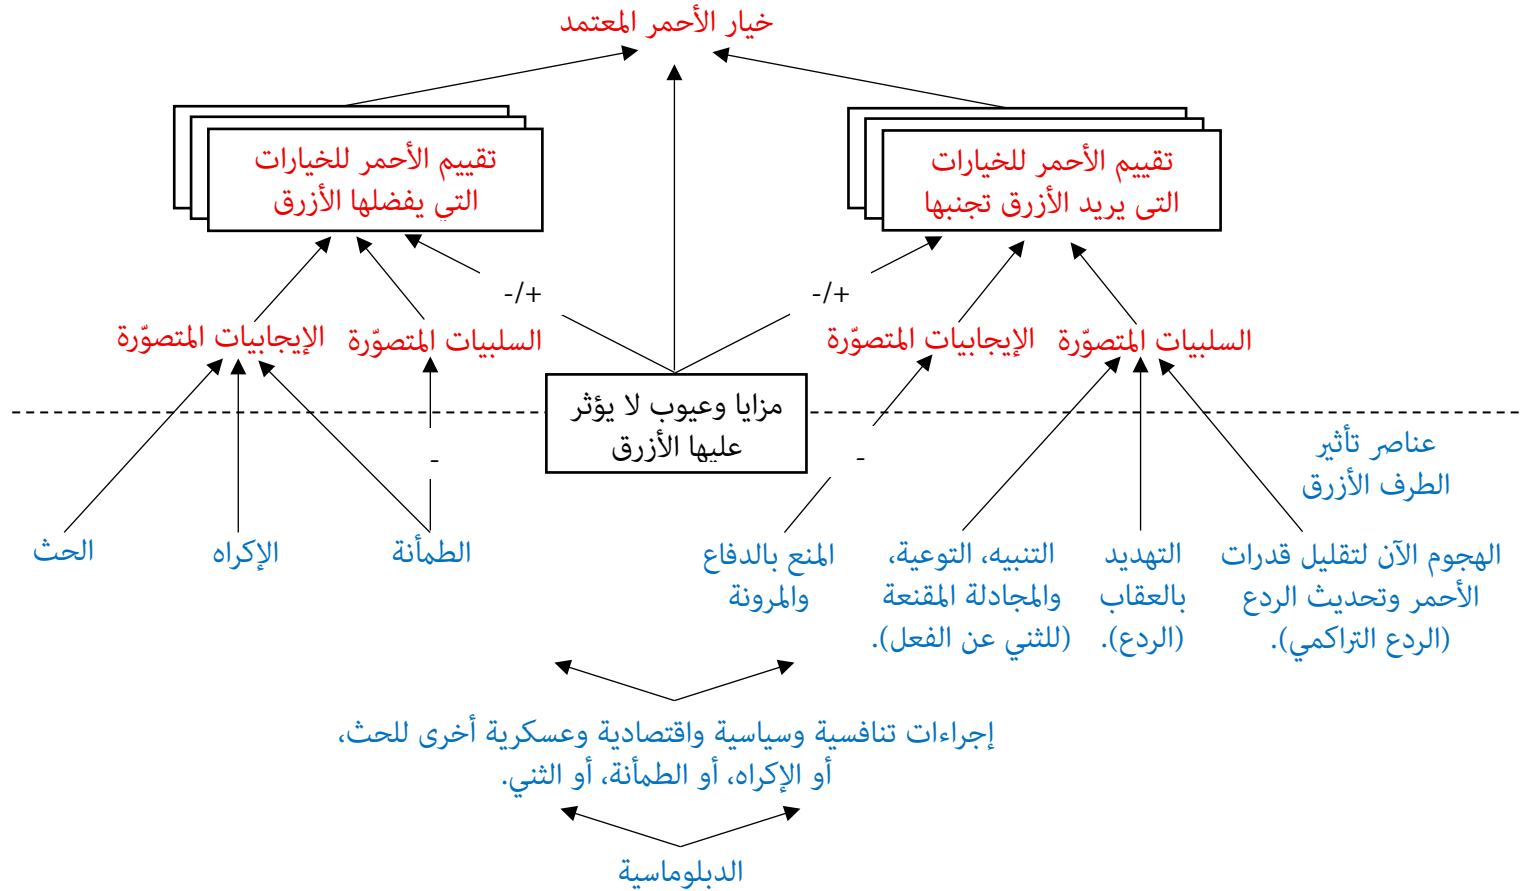 خيار الأحمر المعتمد
تقييم الأحمر للخيارات
التى يريد الأزرق تجنبها
تقييم الأحمر للخيارات
التي يفضلها الأزرق
-/+
-/+
السلبيات المتصوّرة
الإيجابيات المتصوّرة
السلبيات المتصوّرة
الإيجابيات المتصوّرة
مزايا وعيوب لا يؤثر
عليها الأزرق
عناصر تأثير
الطرف الأزرق
-
-
الهجوم الآن لتقليل قدرات
الأحمر وتحديث الردع
(الردع التراكمي).
التهديد
بالعقاب
(الردع).
التنبيه، التوعية،
والمجادلة المقنعة
(للثني عن الفعل).
المنع بالدفاع
والمرونة
الطمأنة
الإكراه
الحث
إجراءات تنافسية وسياسية واقتصادية وعسكرية أخرى للحث،
أو الإكراه، أو الطمأنة، أو الثني.
الدبلوماسية